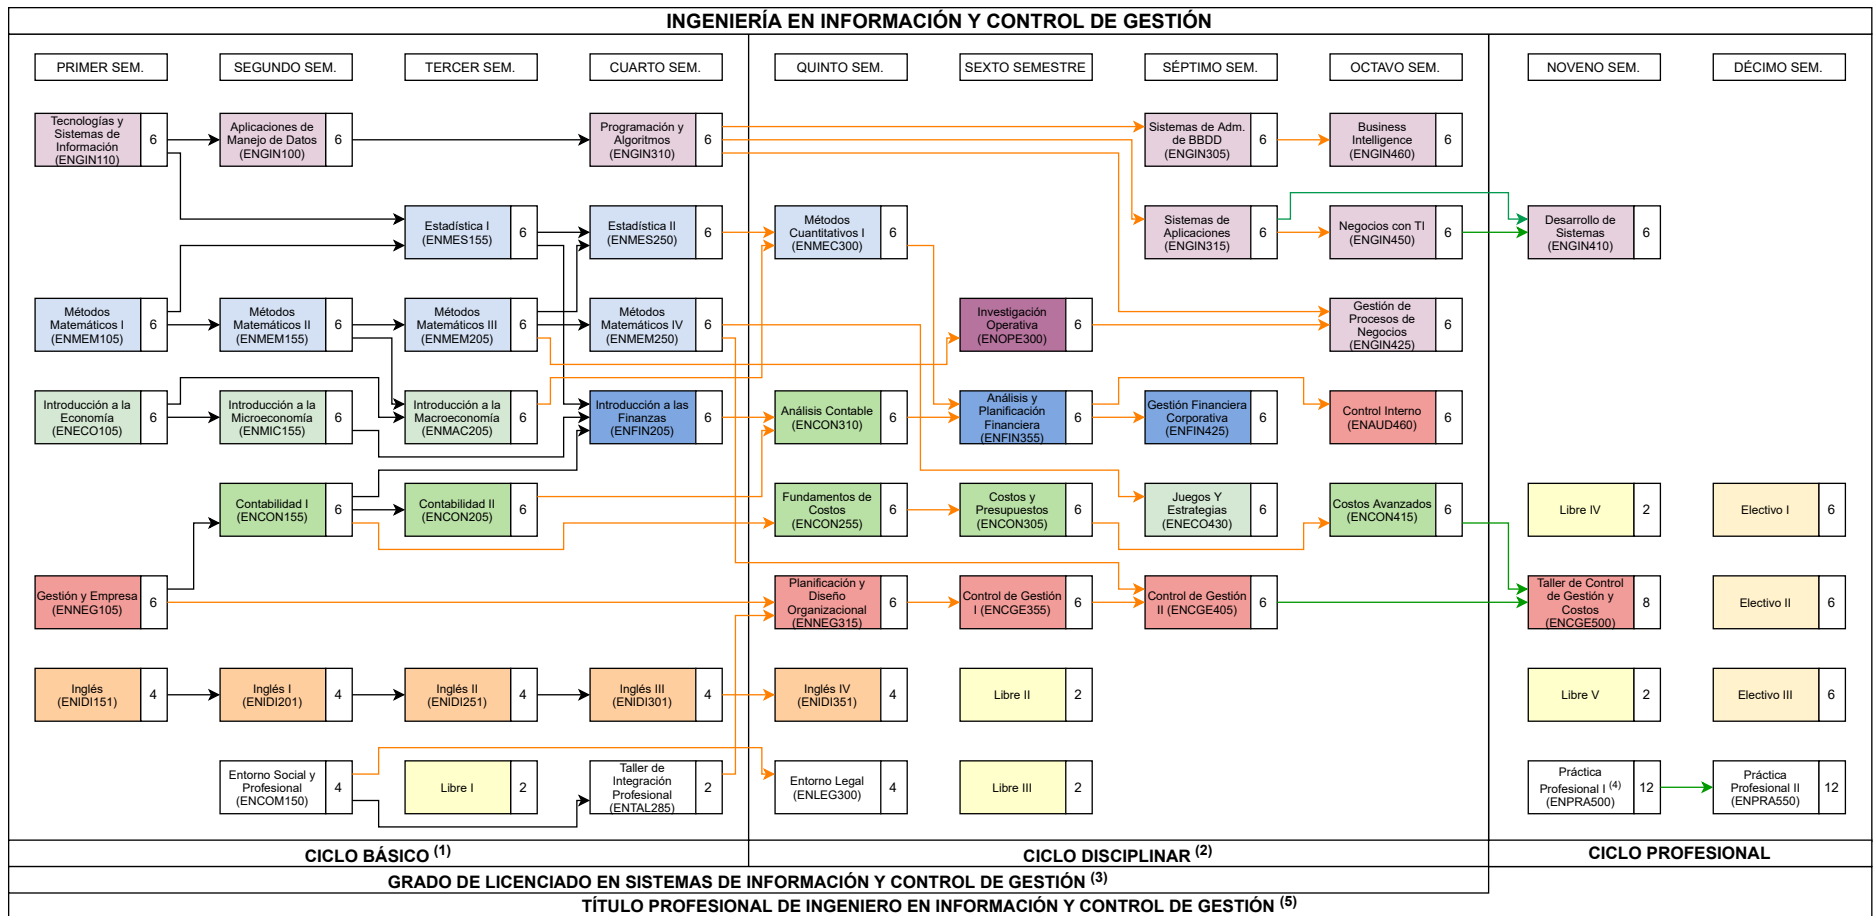 INGENIERÍA EN INFORMACIÓN Y CONTROL DE GESTIÓN
PRIMER SEM.
SEGUNDO SEM.
TERCER SEM.
CUARTO SEM.
QUINTO SEM.
SEXTO SEMESTRE
SÉPTIMO SEM.
OCTAVO SEM.
NOVENO SEM.
DÉCIMO SEM.
Tecnologías y
Sistemas de
Información
(ENGIN110)
6
Aplicaciones de
Manejo de Datos
(ENGIN100)
6
Programación y
Algoritmos
(ENGIN310)
6
Sistemas de Adm.
de BBDD
(ENGIN305)
6
Business
Intelligence
(ENGIN460)
6
Estadística I
(ENMES155)
6
Estadística II
(ENMES250)
6
Métodos
Cuantitativos I
(ENMEC300)
6
Sistemas de
Aplicaciones
(ENGIN315)
6
Negocios con TI
(ENGIN450)
6
Desarrollo de
Sistemas
(ENGIN410)
6
Métodos
Matemáticos I
(ENMEM105)
6
Métodos
Matemáticos II
(ENMEM155)
6
Métodos
Matemáticos III
(ENMEM205)
6
Métodos
Matemáticos IV
(ENMEM250)
6
Investigación
Operativa
(ENOPE300)
6
Gestión de
Procesos de
Negocios
(ENGIN425)
6
Introducción a la
Economía
(ENECO105)
6
Introducción a la
Microeconomía
(ENMIC155)
6
Introducción a la
Macroeconomía
(ENMAC205)
6
Introducción a las
Finanzas
(ENFIN205)
6
Análisis Contable
(ENCON310)
6
Análisis y
Planificación
Financiera
(ENFIN355)
6
Gestión Financiera
Corporativa
(ENFIN425)
6
Control Interno
(ENAUD460)
6
Contabilidad I
(ENCON155)
6
Contabilidad II
(ENCON205)
6
Fundamentos de
Costos
(ENCON255)
6
Costos y
Presupuestos
(ENCON305)
6
Juegos Y
Estrategias
(ENECO430)
6
Costos Avanzados
(ENCON415)
6
Libre IV
2
Electivo I
6
Gestión y Empresa
(ENNEG105)
6
Planificación y
Diseño
Organizacional
(ENNEG315)
6
Control de Gestión
I (ENCGE355)
6
Control de Gestión
II (ENCGE405)
6
Taller de Control
de Gestión y
Costos
(ENCGE500)
8
Electivo II
6
Inglés
(ENIDI151)
4
Inglés I
(ENIDI201)
4
Inglés II
(ENIDI251)
4
Inglés III
(ENIDI301)
4
Inglés IV
(ENIDI351)
4
Libre II
2
Libre V
2
Electivo III
6
Entorno Social y
Profesional
(ENCOM150)
4
Libre I
2
Taller de
Integración
Profesional
(ENTAL285)
2
Entorno Legal
(ENLEG300)
4
Libre III
2
Práctica
Profesional I (4)
(ENPRA500)
12
Práctica
Profesional II
(ENPRA550)
12
CICLO BÁSICO (1)
CICLO DISCIPLINAR (2)
CICLO PROFESIONAL
GRADO DE LICENCIADO EN SISTEMAS DE INFORMACIÓN Y CONTROL DE GESTIÓN (3)
TÍTULO PROFESIONAL DE INGENIERO EN INFORMACIÓN Y CONTROL DE GESTIÓN (5)